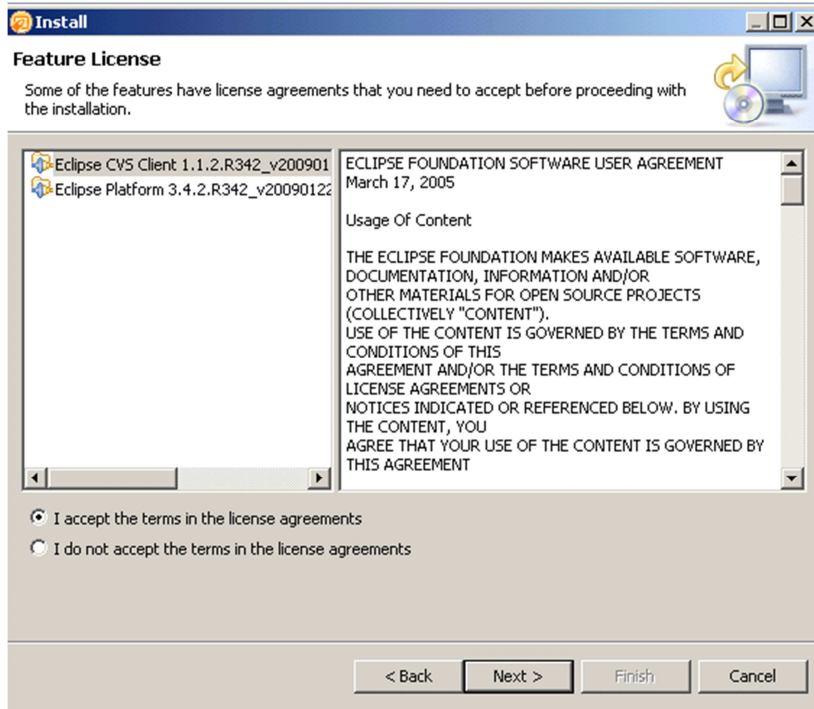 Install
Feature License
Some of the features have license agreements that you need to accept before proceeding with
the installation.
Eclipse CVS Client 1.1.2.R342_v200901
Eclipse Platform 3.4.2.R342_v20090122
ECLIPSE FOUNDATION SOFTWARE USER AGREEMENT
March 17, 2005
Usage Of Content
THE ECLIPSE FOUNDATION MAKES AVAILABLE SOFTWARE,
DOCUMENTATION, INFORMATION AND/OR
OTHER MATERIALS FOR OPEN SOURCE PROJECTS
(COLLECTIVELY "CONTENT").
USE OF THE CONTENT IS GOVERNED BY THE TERMS AND
CONDITIONS OF THIS
AGREEMENT AND/OR THE TERMS AND CONDITIONS OF
LICENSE AGREEMENTS OR
NOTICES INDICATED OR REFERENCED BELOW. BY USING
THE CONTENT, YOU
AGREE THAT YOUR USE OF THE CONTENT IS GOVERNED BY
THIS AGREEMENT
I accept the terms in the license agreements
I do not accept the terms in the license agreements
< Back
Next >
Finish
Cancel